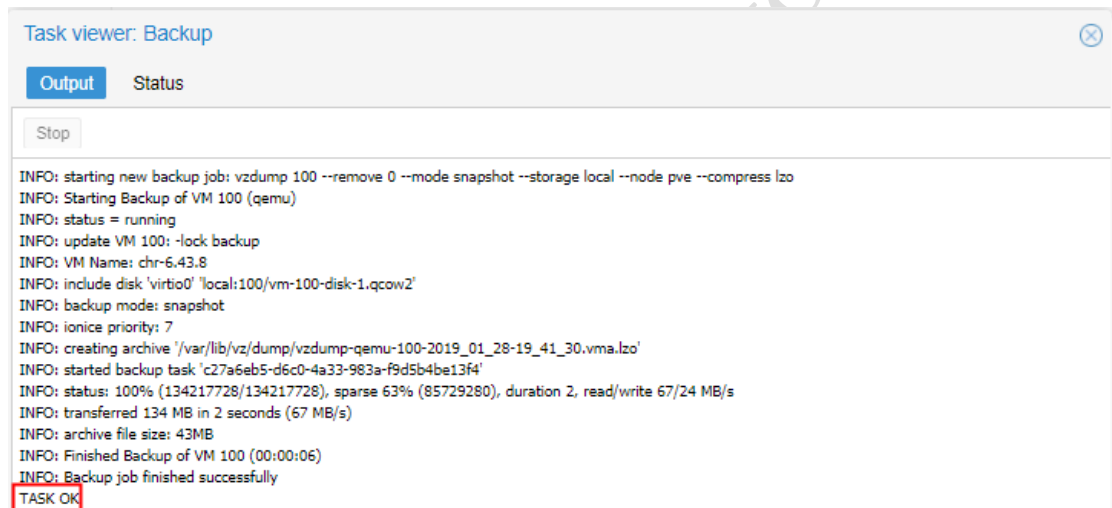 Task viewer: Backup
Output Status
Stop
INFO: starting new backup job: vzdump 100 --remove 0 --mode snapshot --storage local --node pve --compress lzo
INFO: Starting Backup of VM 100 (qemu)
INFO: status = running
INFO: update VM 100: -lock backup
INFO: VM Name: chr-6.43.8
INFO: include disk 'virtio0' 'local:100/vm-100-disk-1.qcow2'
INFO: backup mode: snapshot
INFO: ionice priority: 7
INFO: creating archive '/var/lib/vz/dump/vzdump-qemu-100-2019_01_28-19_41_30.vma.lzo'
INFO: started backup task 'c27a6eb5-d6c0-4a33-983a-f9d5b4be13f4'
INFO: status: 100% (134217728/134217728), sparse 63% (85729280), duration 2, read/write 67/24 MB/s
INFO: transferred 134 MB in 2 seconds (67 MB/s)
INFO: archive file size: 43MB
INFO: Finished Backup of VM 100 (00:00:06)
INFO: Backup job finished successfully
TASK OK